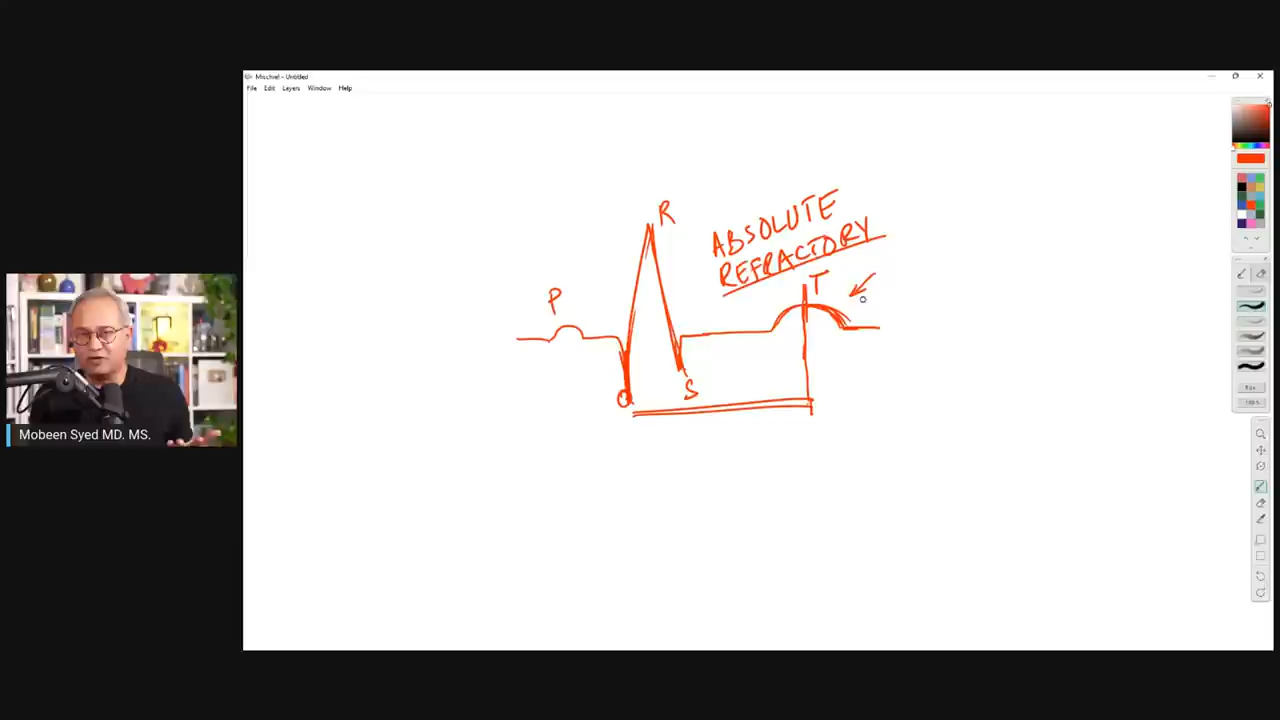 Mischief - Untitled
File Edit Layers Window Help
R
ABSOLUTE
REFRACTORY
P
T
Q
S
Mobeen Syed MD. MS.